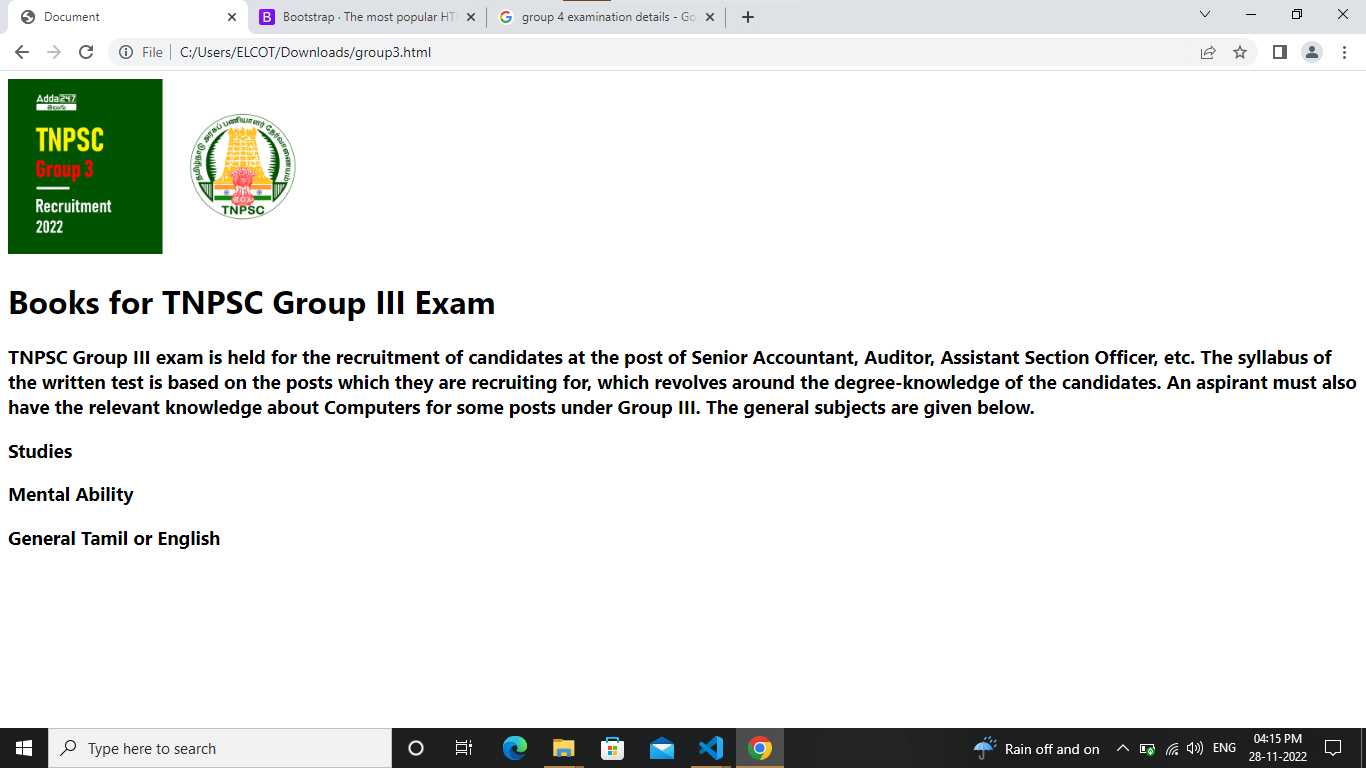 Document
Bootstrap · The most popular HT
group 4 examination details - Go
File
C:/Users/ELCOT/Downloads/group3.html
Adda247
తెలుగు
TNPSC
Group 3
Recruitment
2022
தமிழ்நாடு அரசுப் பணியாளர் தேர்வாணையம்
TNPSC
Books for TNPSC Group III Exam
TNPSC Group III exam is held for the recruitment of candidates at the post of Senior Accountant, Auditor, Assistant Section Officer, etc. The syllabus of
the written test is based on the posts which they are recruiting for, which revolves around the degree-knowledge of the candidates. An aspirant must also
have the relevant knowledge about Computers for some posts under Group III. The general subjects are given below.
Studies
Mental Ability
General Tamil or English
Type here to search
Rain off and on
ENG
04:15 PM
28-11-2022